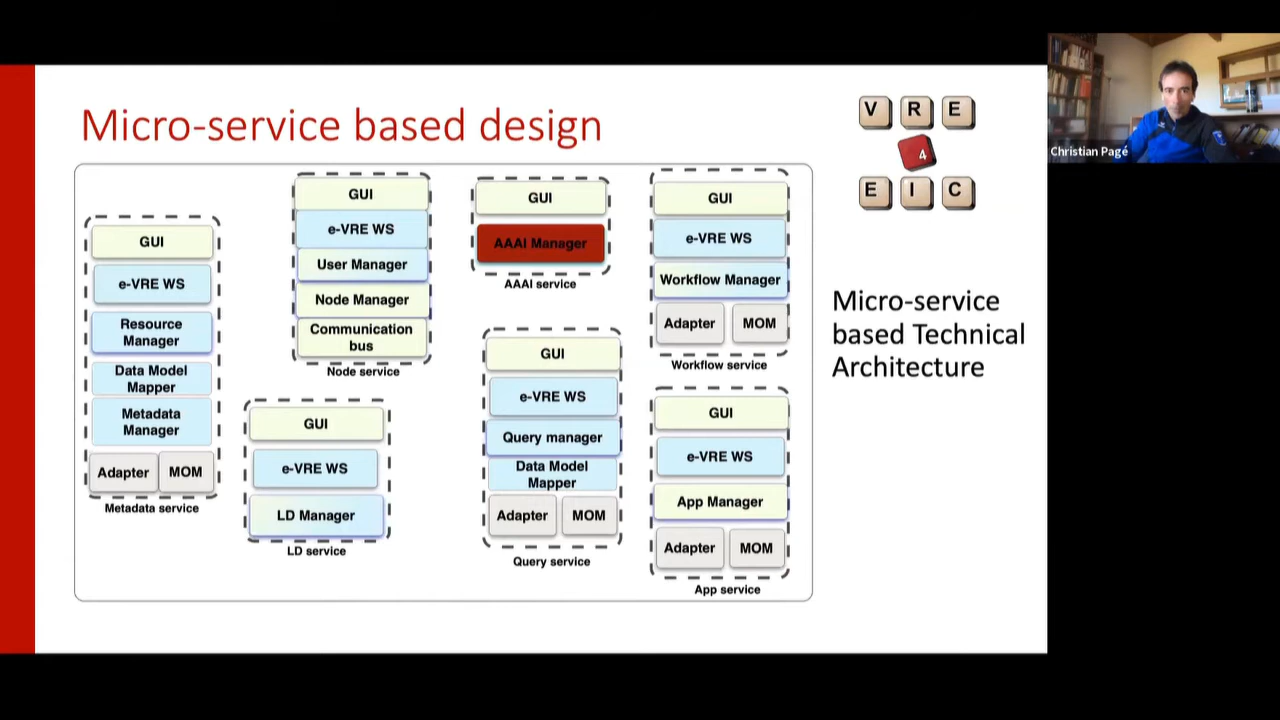 Micro-service based design
V R E
4
E I C
Christian Pagé
GUI
e-VRE WS
Resource
Manager
Data Model
Mapper
Metadata
Manager
Adapter
MOM
Metadata service
GUI
e-VRE WS
User Manager
Node Manager
Communication
bus
Node service
GUI
e-VRE WS
LD Manager
LD service
GUI
AAAI Manager
AAAI service
GUI
e-VRE WS
Query manager
Data Model
Mapper
Adapter
MOM
Query service
GUI
e-VRE WS
Workflow Manager
Adapter
MOM
Workflow service
GUI
e-VRE WS
App Manager
Adapter
MOM
App service
Micro-service
based Technical
Architecture